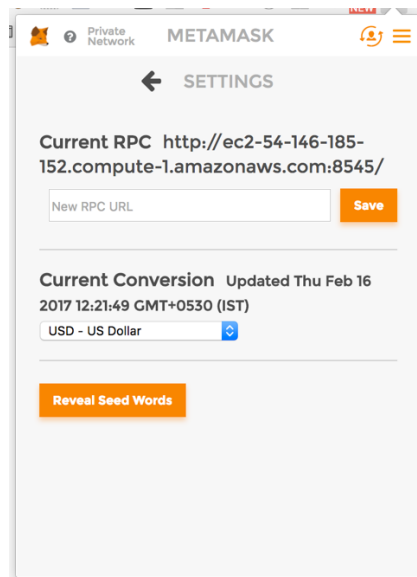 NEW
? Private Network METAMASK
SETTINGS
Current RPC http://ec2-54-146-185-
152.compute-1.amazonaws.com:8545/
New RPC URL Save
Current Conversion Updated Thu Feb 16
2017 12:21:49 GMT+0530 (IST)
USD - US Dollar
Reveal Seed Words